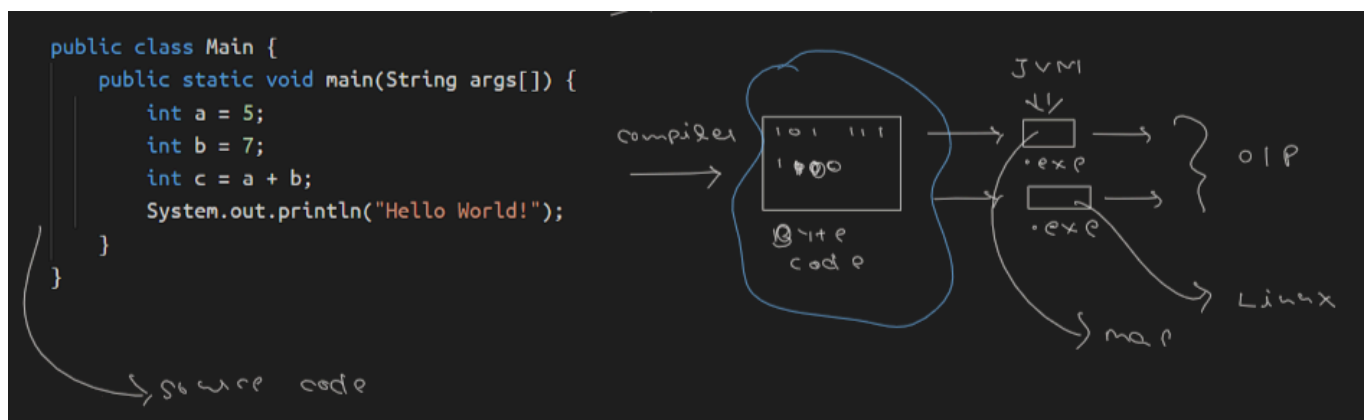 public class Main {
public static void main(String args[]) {
int a = 5;
int b = 7;
int c = a + b;
System.out.println("Hello World!");
}
}
source code
compiler
101 111
1000
Byte
code
JVM
.exe
.exe
O/P
Linux